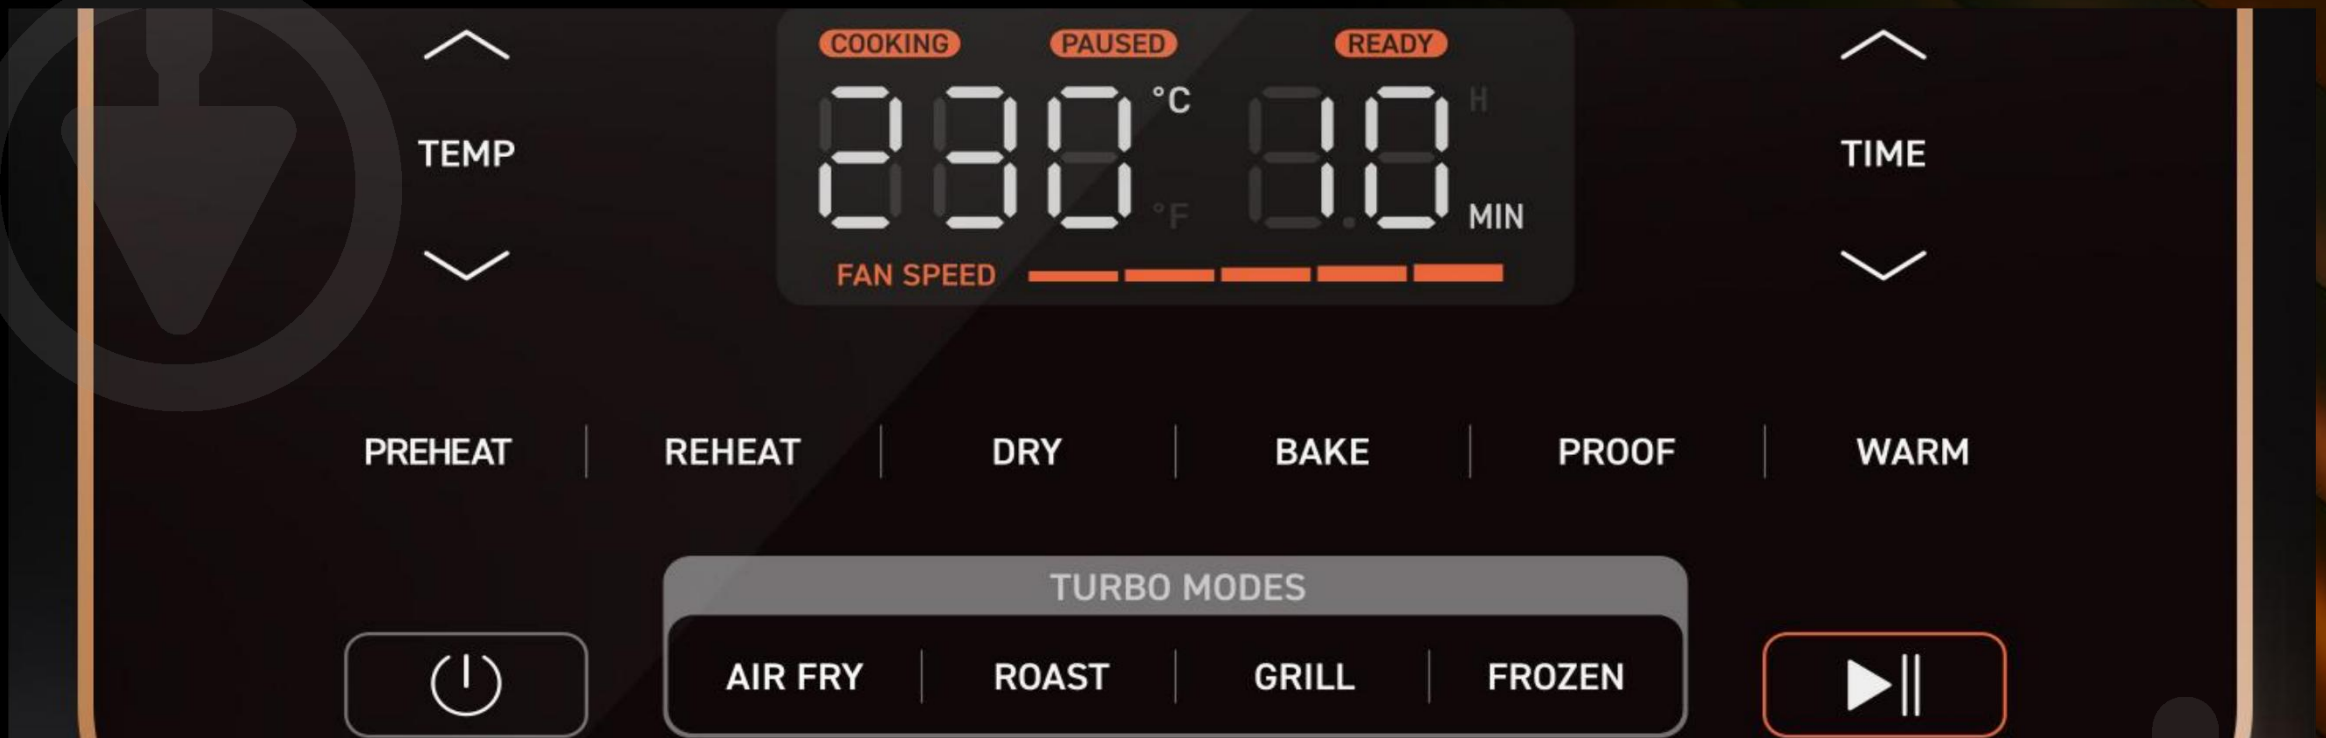 COOKING PAUSED READY
TEMP 230 °C 10 H TIME
°F MIN
FAN SPEED
PREHEAT REHEAT DRY BAKE PROOF WARM
TURBO MODES
AIR FRY ROAST GRILL FROZEN